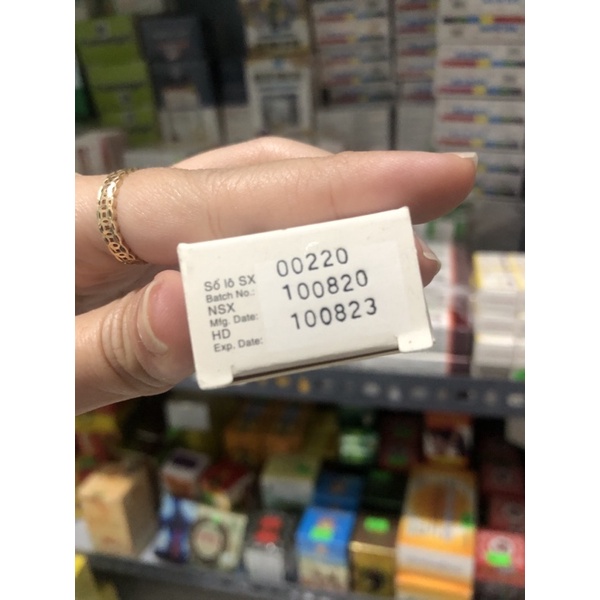 Số lô SX 00220
Batch No.:
NSX 100820
Mfg. Date:
HD 100823
Exp. Date: